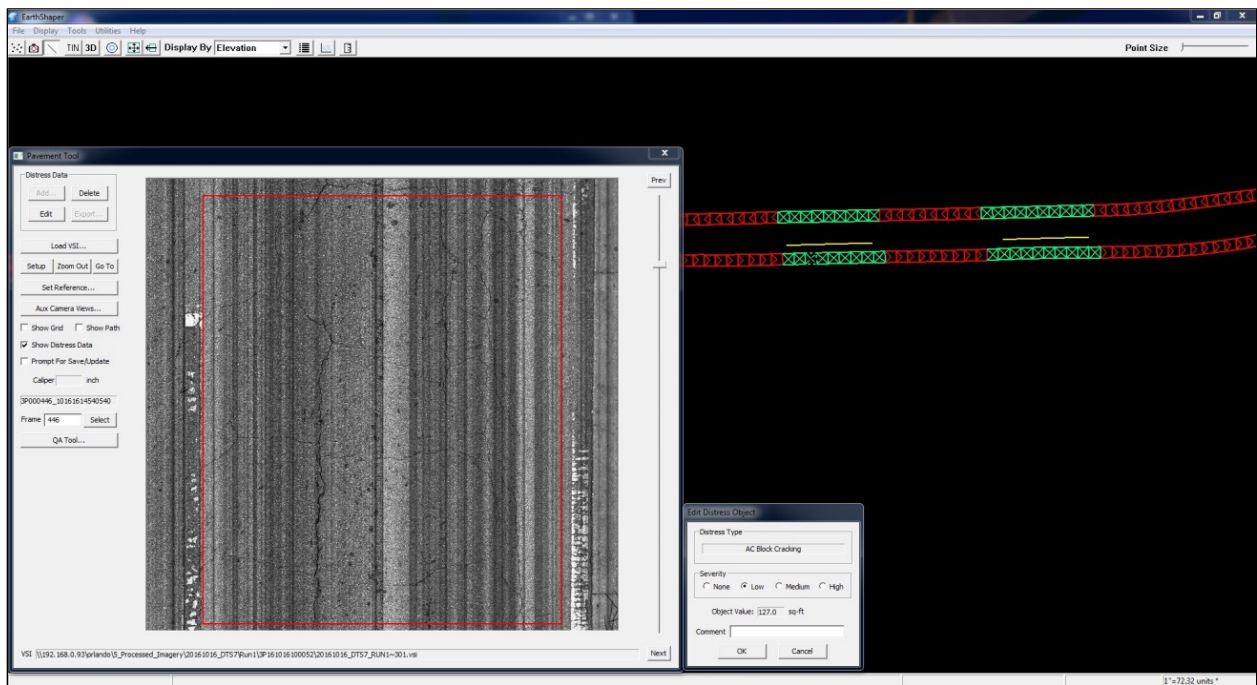 EarthShaper
File Display Tools Utilities Help
TIN 3D Display By Elevation Point Size
Pavement Tool
Distress Data
Add... Delete
Edit Export...
Load VSI...
Setup Zoom Out Go To
Set Reference...
Aux Camera Views...
Show Grid Show Path
Show Distress Data
Prompt For Save/Update
Caliper inch
3P000446_10161614540540
Frame 446 Select
QA Tool...
Prev
Next
VSI \\192.168.0.93\orlando\5_Processed_Imagery\20161016_DTS7\Run1\3P161016100052\20161016_DTS7_RUN1~301.vsi
Edit Distress Object
Distress Type
AC Block Cracking
Severity
None Low Medium High
Object Value: 127.0 sq-ft
Comment
OK Cancel
1"=72.32 units *